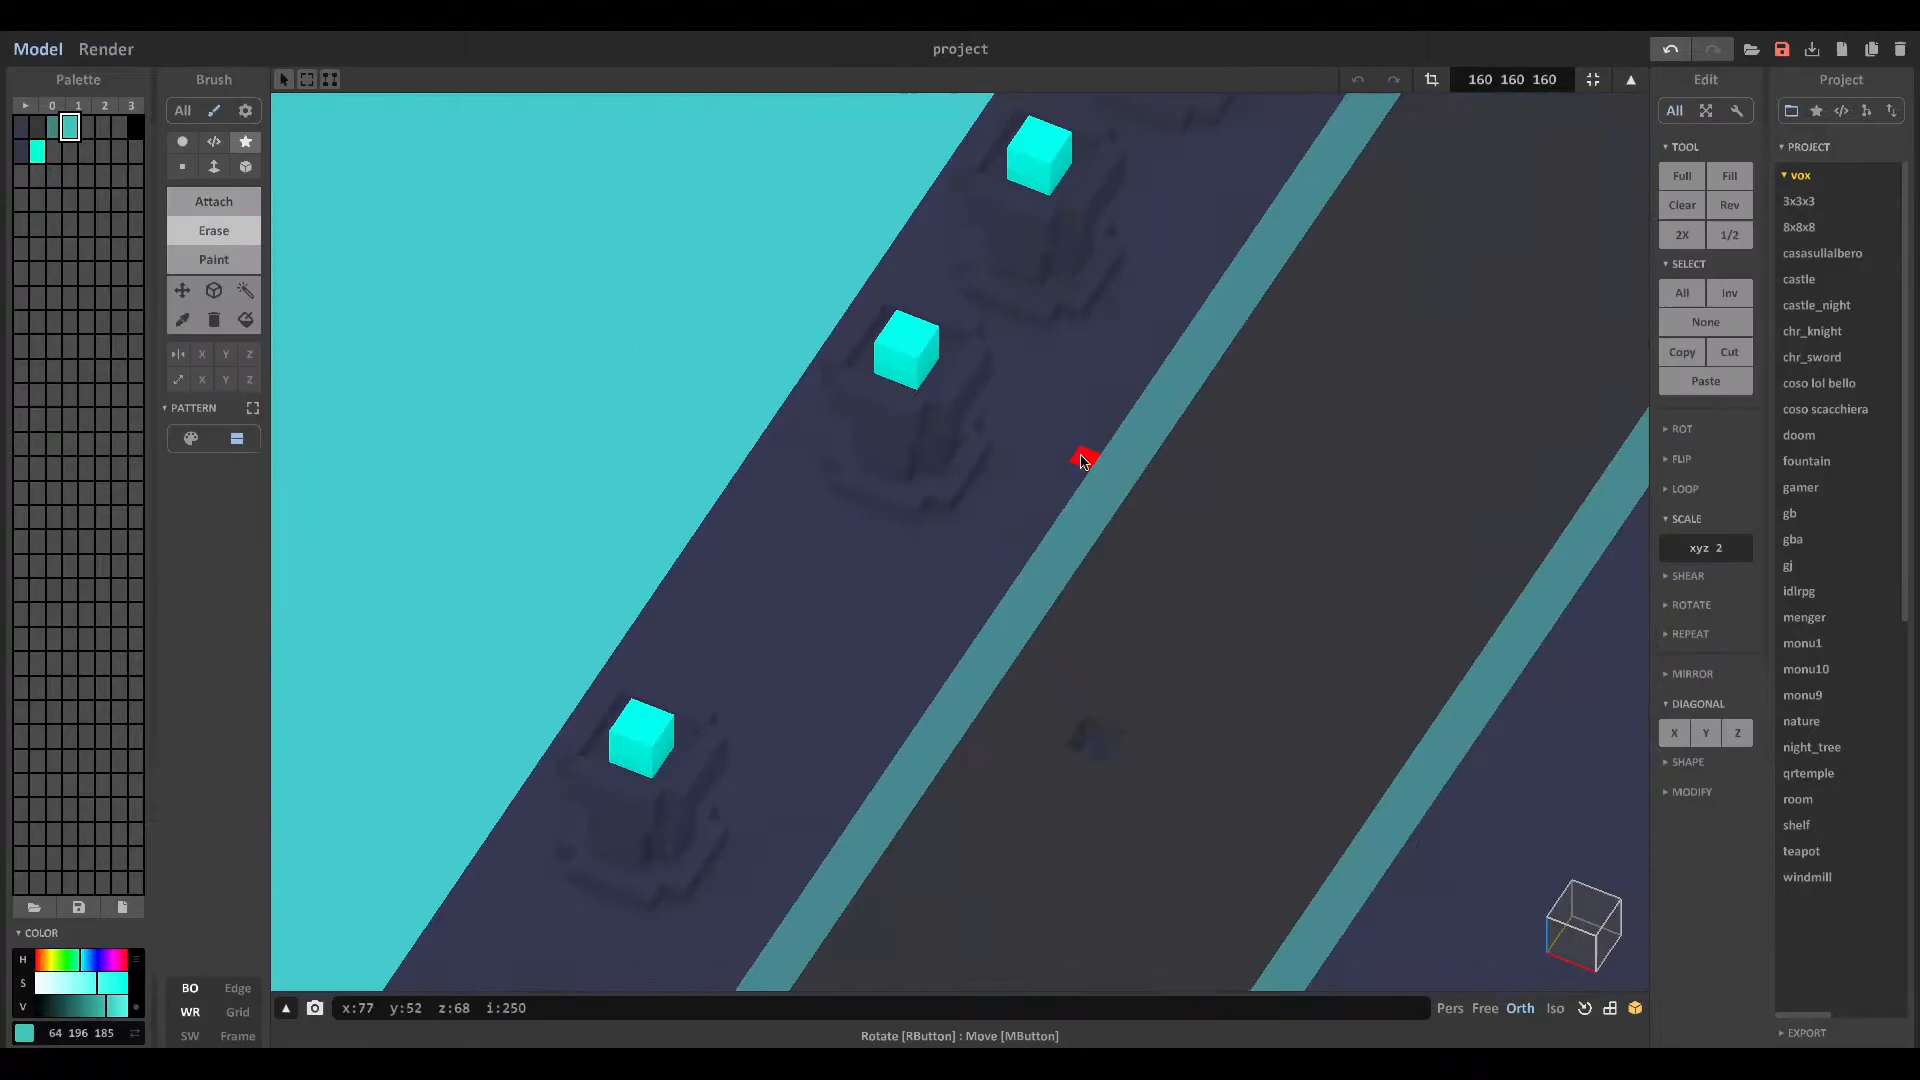 Model Render project
Palette Brush 160 160 160 Edit Project
0 1 2 3
All All
PROJECT
TOOL
vox
Full Fill
3x3x3
Attach
Clear Rev
8x8x8
Erase
2X 1/2
casasullalbero
Paint
SELECT
castle
All Inv
castle_night
None
chr_knight
X Y Z
Copy Cut
chr_sword
X Y Z
Paste
coso lol bello
PATTERN
coso scacchiera
ROT
doom
FLIP
fountain
LOOP
gamer
SCALE
gb
xyz 2
gba
SHEAR
gj
ROTATE
idlrpg
REPEAT
menger
monu1
MIRROR
monu10
DIAGONAL
monu9
X Y Z
nature
night_tree
SHAPE
qrtemple
MODIFY
room
shelf
teapot
windmill
COLOR
H
S
V
BO Edge
WR Grid
SW Frame
64 196 185
x:77 y:52 z:68 i:250
Pers Free Orth Iso
Rotate [RButton] : Move [MButton]
EXPORT